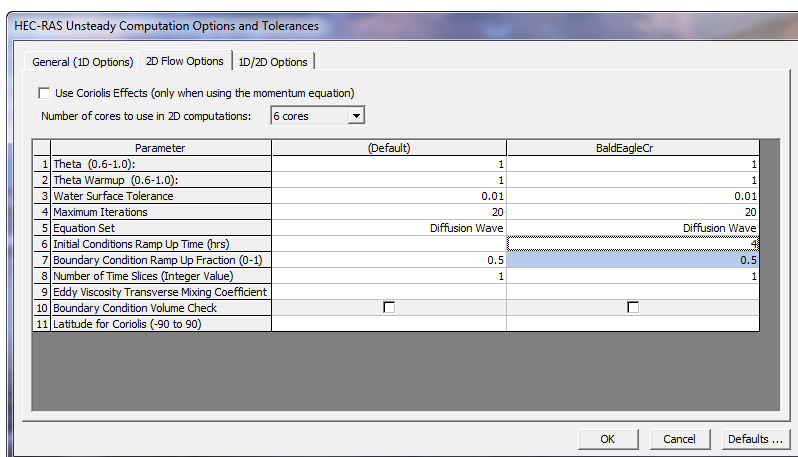 HEC-RAS Unsteady Computation Options and Tolerances
General (1D Options) 2D Flow Options 1D/2D Options
Use Coriolis Effects (only when using the momentum equation)
Number of cores to use in 2D computations: 6 cores
Parameter (Default) BaldEagleCr
1 Theta (0.6-1.0): 1 1
2 Theta Warmup (0.6-1.0): 1 1
3 Water Surface Tolerance 0.01 0.01
4 Maximum Iterations 20 20
5 Equation Set Diffusion Wave Diffusion Wave
6 Initial Conditions Ramp Up Time (hrs) 4
7 Boundary Condition Ramp Up Fraction (0-1) 0.5 0.5
8 Number of Time Slices (Integer Value) 1 1
9 Eddy Viscosity Transverse Mixing Coefficient
10 Boundary Condition Volume Check
11 Latitude for Coriolis (-90 to 90)
OK Cancel Defaults ...